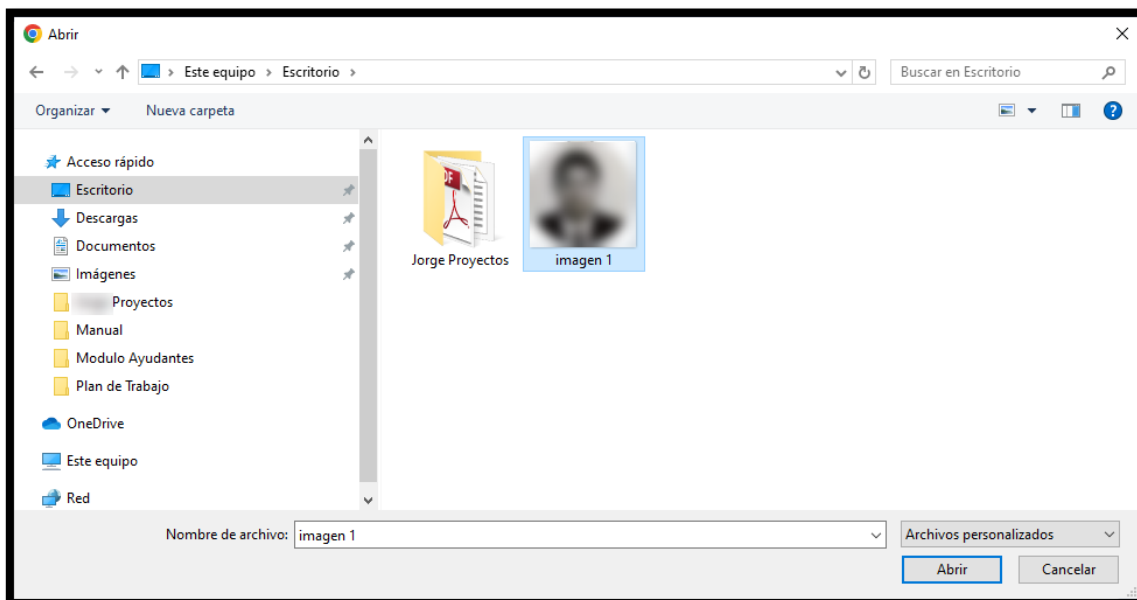 Abrir
Este equipo > Escritorio >
Buscar en Escritorio
Organizar
Nueva carpeta
Acceso rápido
Escritorio
Descargas
Documentos
Imágenes
Proyectos
Manual
Modulo Ayudantes
Plan de Trabajo
OneDrive
Este equipo
Red
PDF
Jorge Proyectos
imagen 1
Nombre de archivo: imagen 1
Archivos personalizados
Abrir
Cancelar